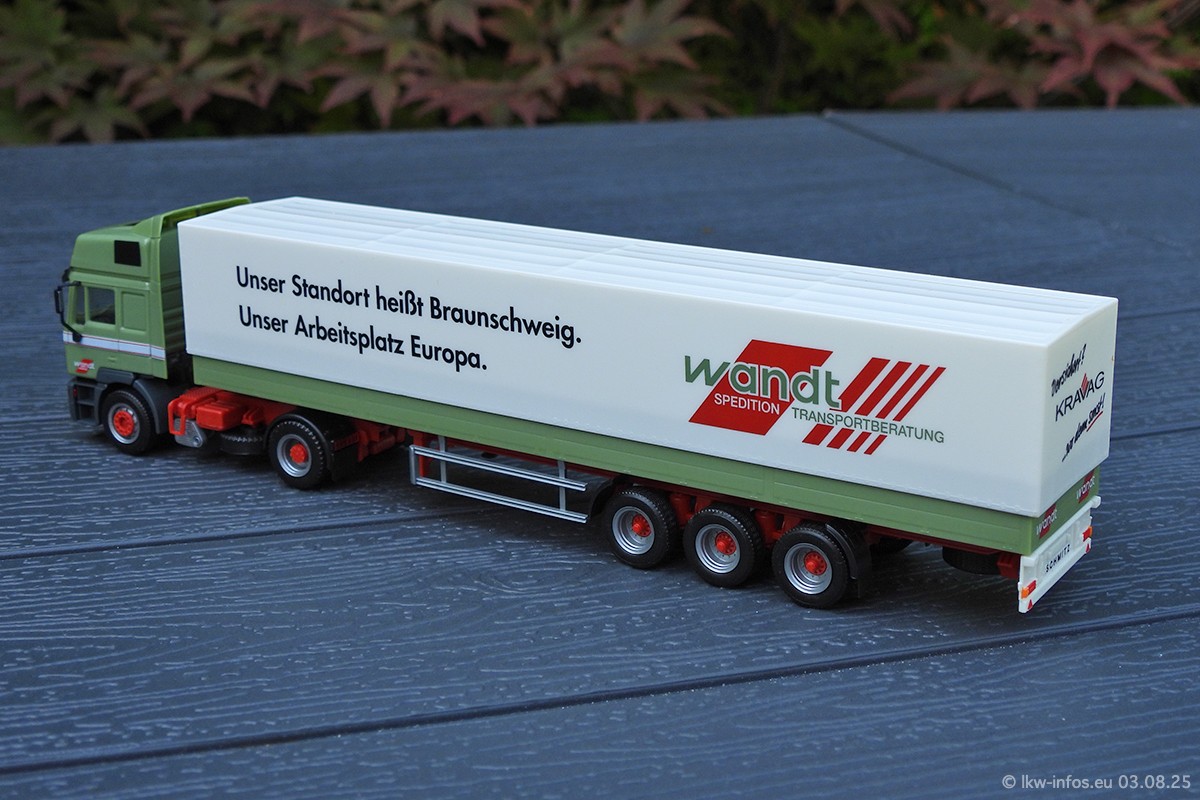 Unser Standort heißt Braunschweig.
Unser Arbeitsplatz Europa.
wandt
SPEDITION
TRANSPORTBERATUNG
Versichert?
KRAVAG
wandt
wandt
SCHMITZ
© lkw-infos.eu 03.08.25